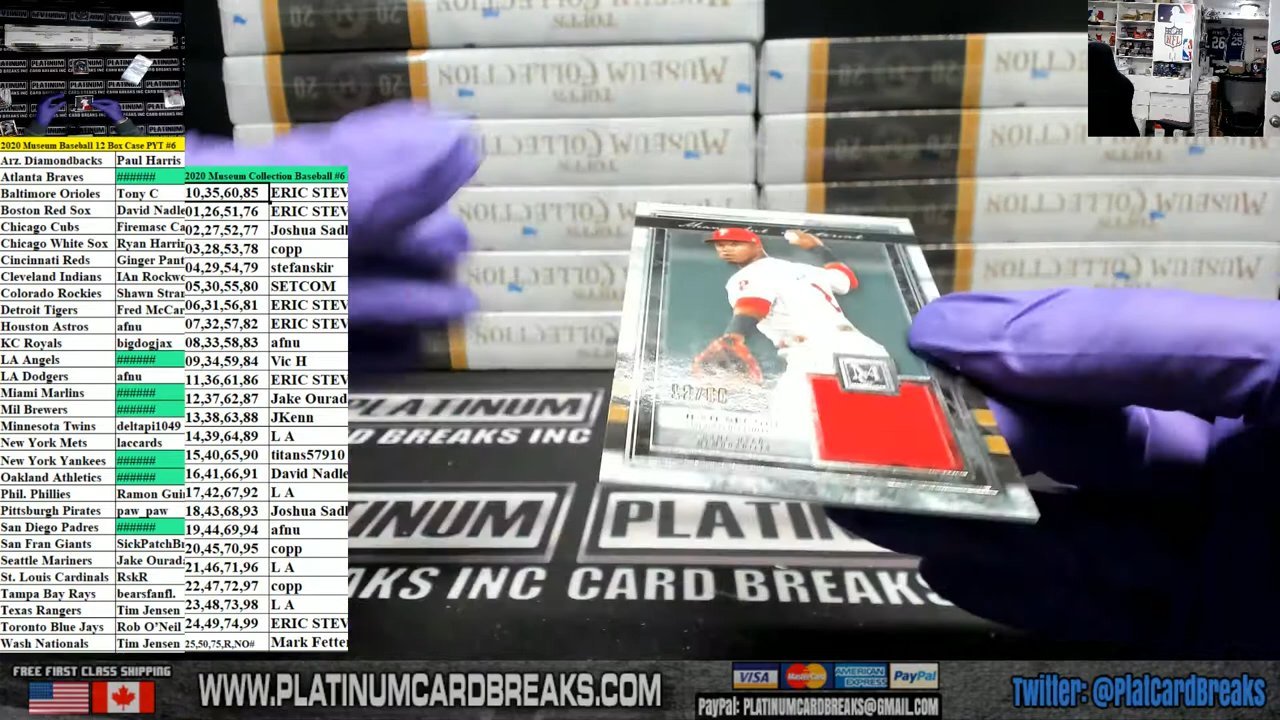 2020 Museum Baseball 12 Box Case PYT #6
Arz. Diamondbacks Paul Harris
Atlanta Braves ######
Baltimore Orioles Tony C
Boston Red Sox David Nadle
Chicago Cubs Firemasc Ca
Chicago White Sox Ryan Harrin
Cincinnati Reds Ginger Pant
Cleveland Indians IAn Rockwo
Colorado Rockies Shawn Stran
Detroit Tigers Fred McCar
Houston Astros afnu
KC Royals bigdogjax
LA Angels ######
LA Dodgers afnu
Miami Marlins ######
Mil Brewers ######
Minnesota Twins deltapi1049
New York Mets laccards
New York Yankees ######
Oakland Athletics ######
Phil. Phillies Ramon Gui
Pittsburgh Pirates paw_paw
San Diego Padres ######
San Fran Giants SickPatchBr
Seattle Mariners Jake Ourad
St. Louis Cardinals RskR
Tampa Bay Rays bearsfanfl.
Texas Rangers Tim Jensen
Toronto Blue Jays Rob O'Neil
Wash Nationals Tim Jensen
2020 Museum Collection Baseball #6
10,35,60,85 ERIC STEV
01,26,51,76 ERIC STEV
02,27,52,77 Joshua Sadl
03,28,53,78 copp
04,29,54,79 stefanskir
05,30,55,80 SETCOM
06,31,56,81 ERIC STEV
07,32,57,82 ERIC STEV
08,33,58,83 afnu
09,34,59,84 Vic H
11,36,61,86 ERIC STEV
12,37,62,87 Jake Ourad
13,38,63,88 JKenn
14,39,64,89 L A
15,40,65,90 titans57910
16,41,66,91 David Nadle
17,42,67,92 L A
18,43,68,93 Joshua Sadl
19,44,69,94 afnu
20,45,70,95 copp
21,46,71,96 L A
22,47,72,97 copp
23,48,73,98 L A
24,49,74,99 ERIC STEV
25,50,75,R,NO# Mark Fetter
MUSEUM COLLECTION
TOPPS
PLATINUM
CARD BREAKS INC
FREE FIRST CLASS SHIPPING
WWW.PLATINUMCARDBREAKS.COM
VISA MasterCard AMERICAN EXPRESS PayPal
PayPal: PLATINUMCARDBREAKS@GMAIL.COM
Twitter: @PlatCardBreaks